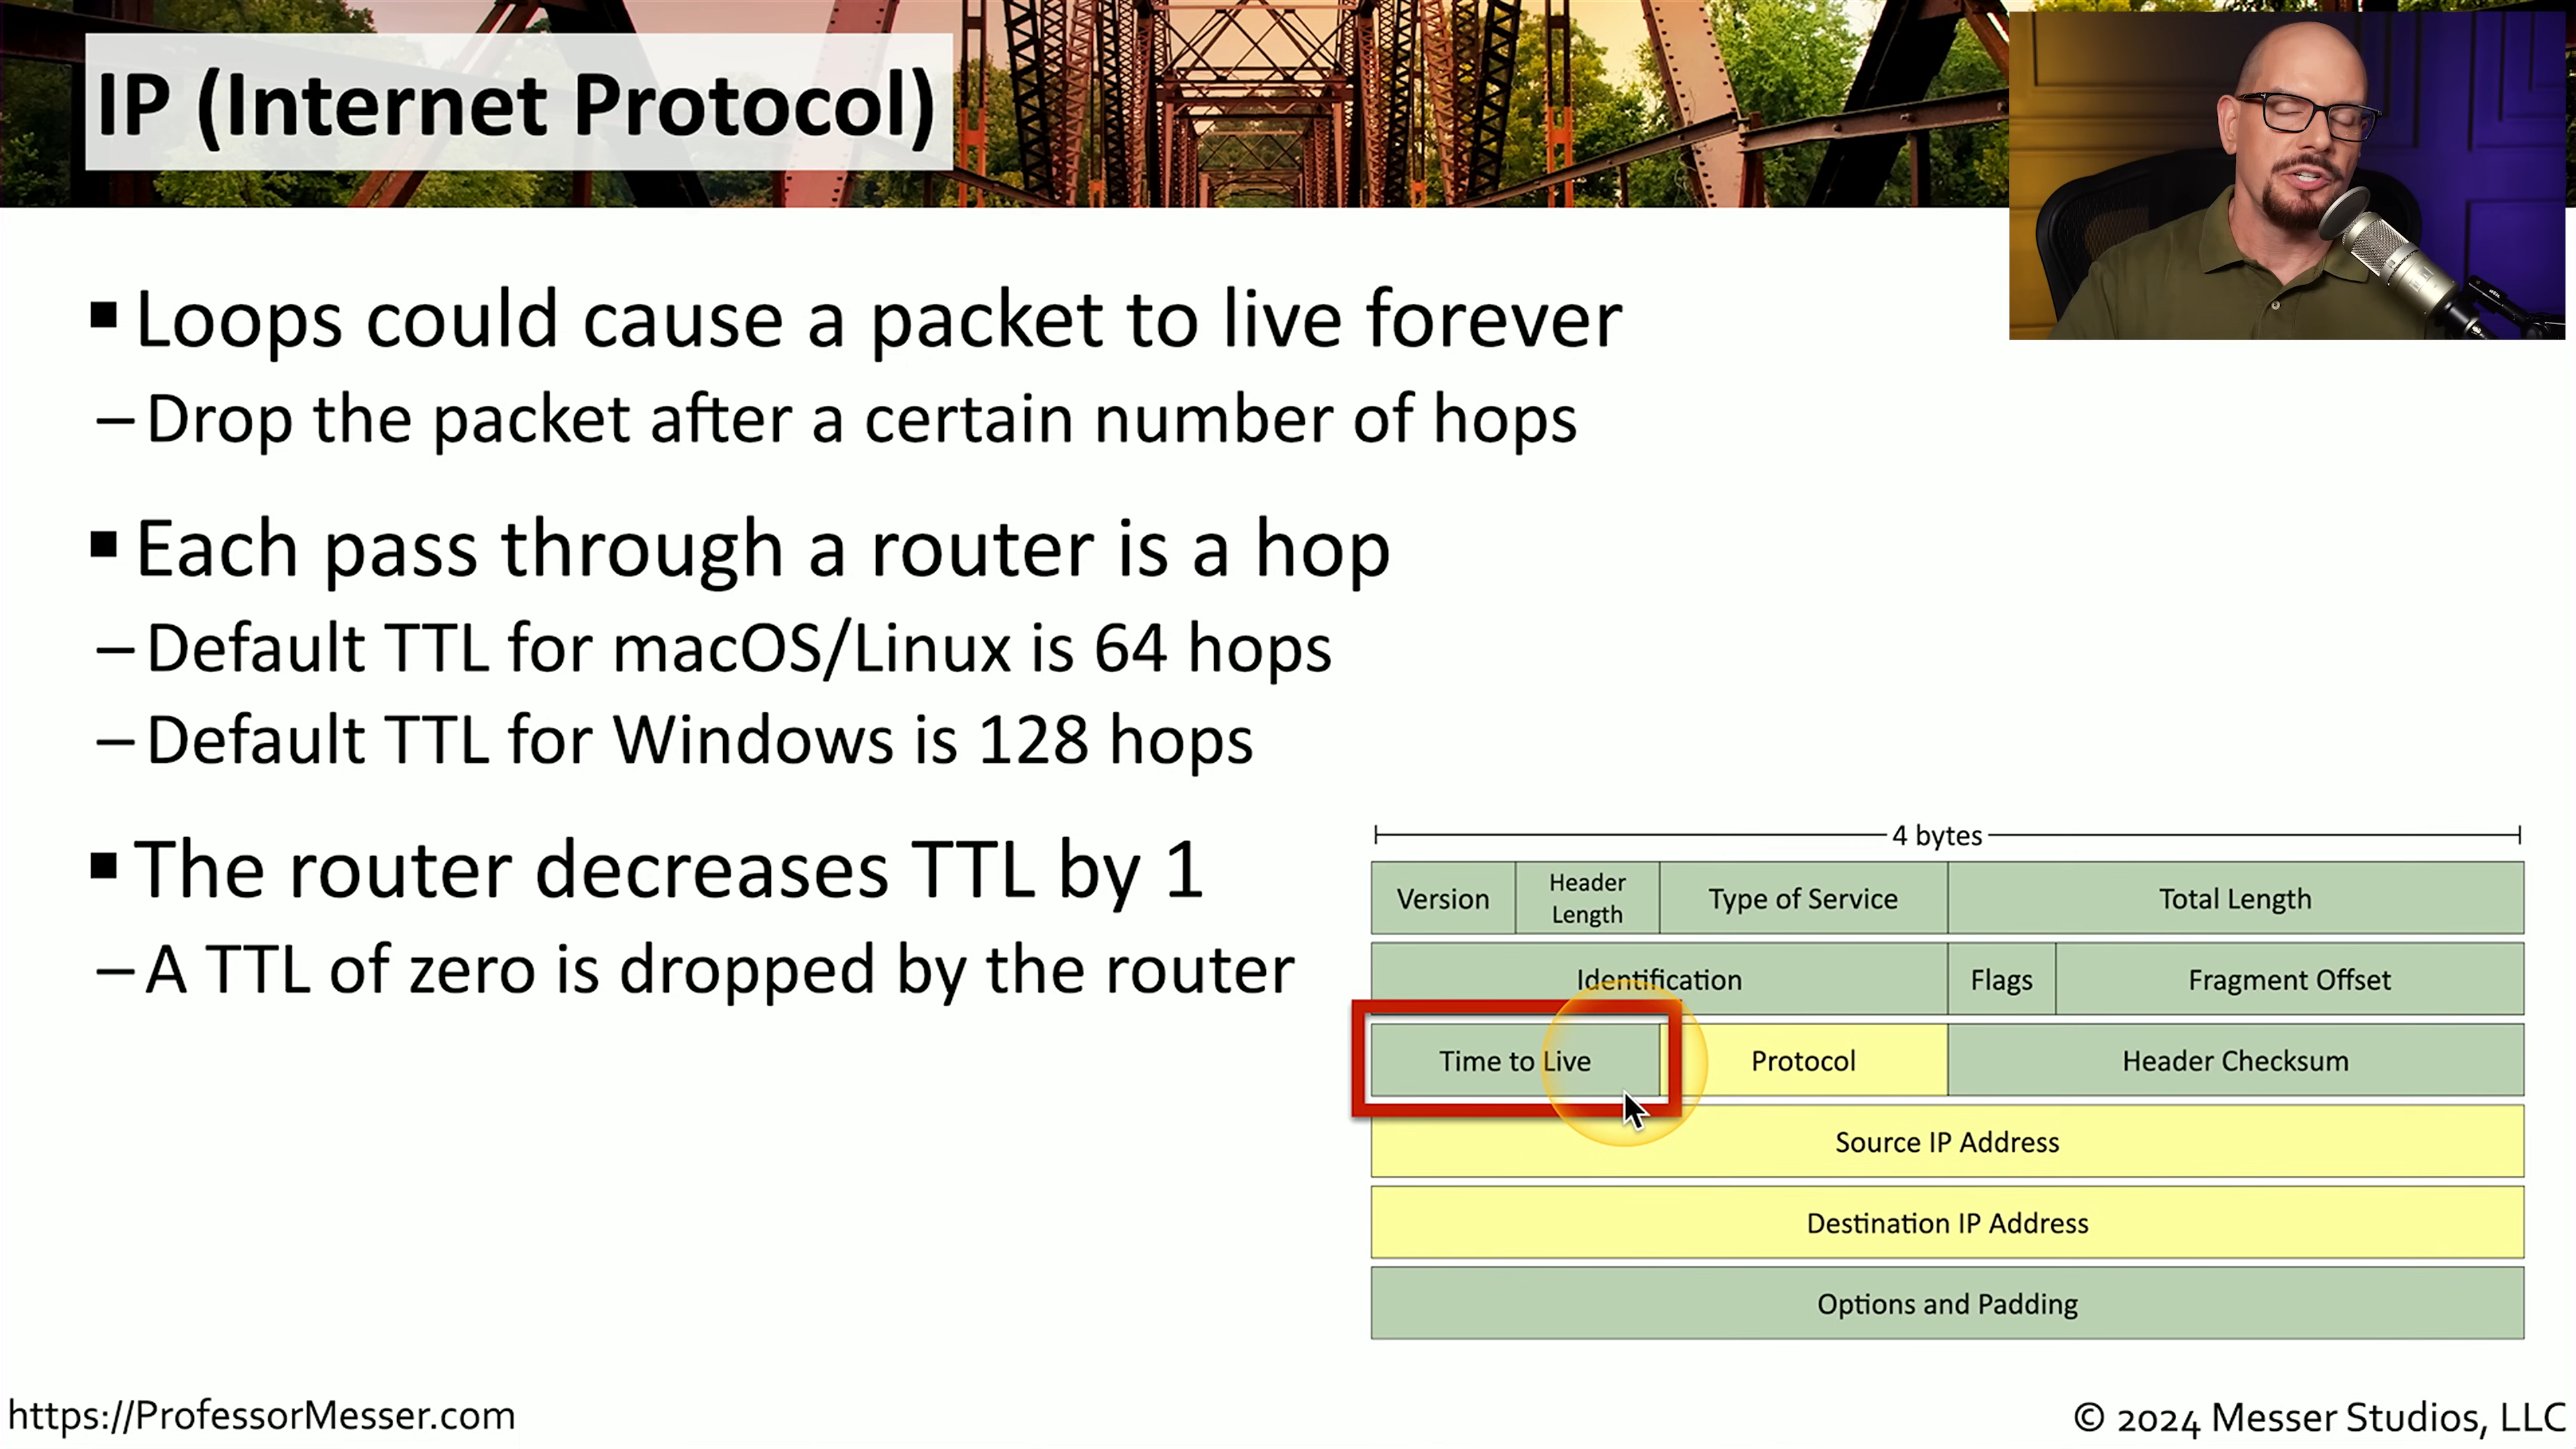 IP (Internet Protocol)
▪ Loops could cause a packet to live forever
– Drop the packet after a certain number of hops
▪ Each pass through a router is a hop
– Default TTL for macOS/Linux is 64 hops
– Default TTL for Windows is 128 hops
▪ The router decreases TTL by 1
– A TTL of zero is dropped by the router
4 bytes
Version Header Length Type of Service Total Length
Identification Flags Fragment Offset
Time to Live Protocol Header Checksum
Source IP Address
Destination IP Address
Options and Padding
https://ProfessorMesser.com
© 2024 Messer Studios, LLC